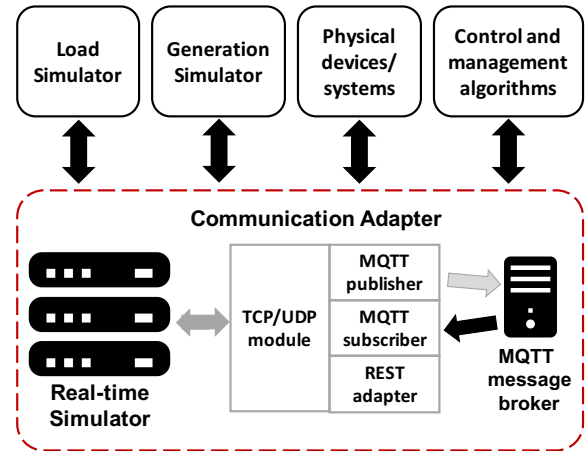 Load
Simulator
Generation
Simulator
Physical
devices/
systems
Control and
management
algorithms
Communication Adapter
TCP/UDP
module
MQTT
publisher
MQTT
subscriber
REST
adapter
Real-time
Simulator
MQTT
message
broker